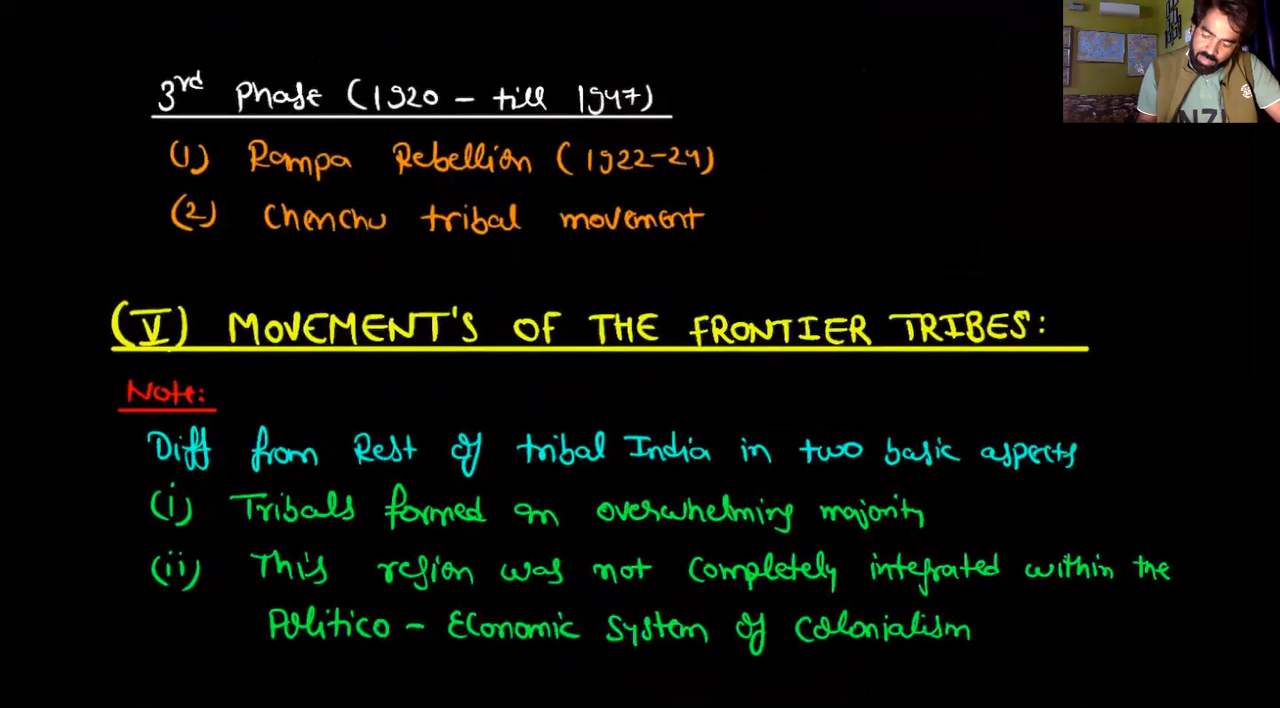 3rd Phase (1920 - till 1947)
(1) Rampa Rebellion (1922-24)
(2) Chenchu tribal movement
(V) MOVEMENT'S OF THE FRONTIER TRIBES:
Note:
Diff from Rest of tribal India in two basic aspects
(i) Tribals formed an overwhelming majority
(ii) This region was not completely integrated within the
Politico - Economic System of Colonialism